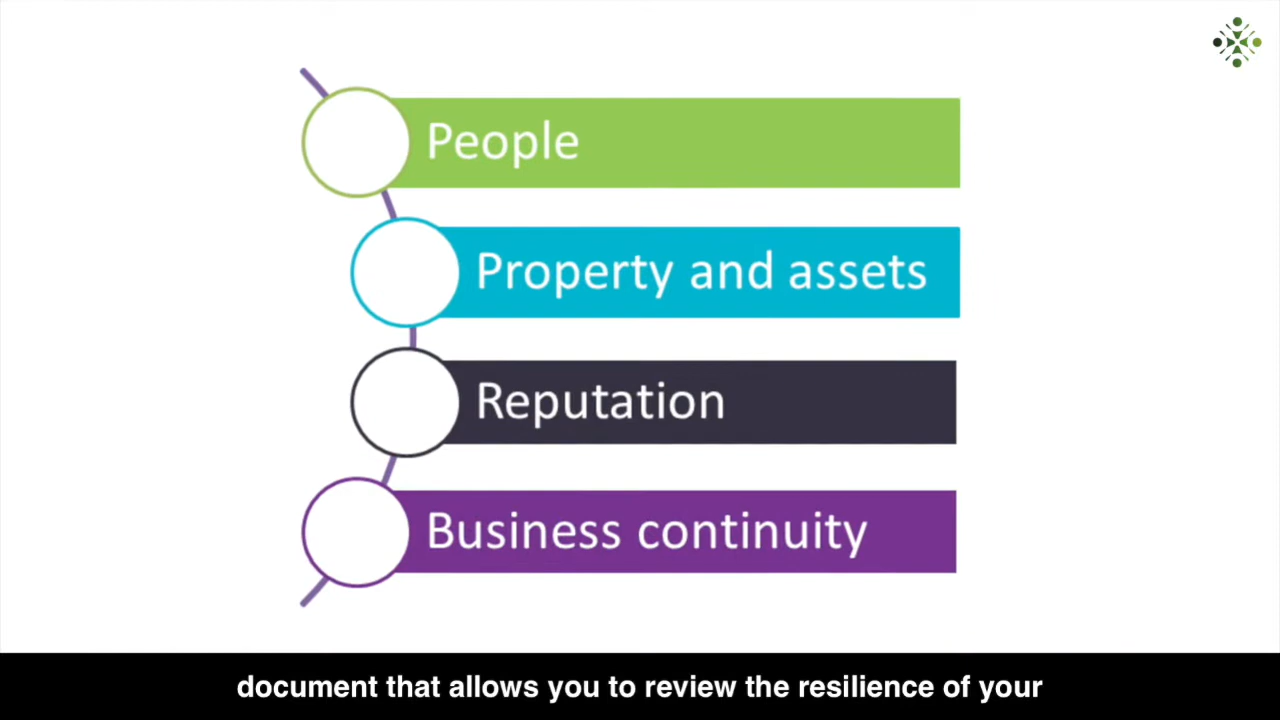 People
Property and assets
Reputation
Business continuity
document that allows you to review the resilience of your